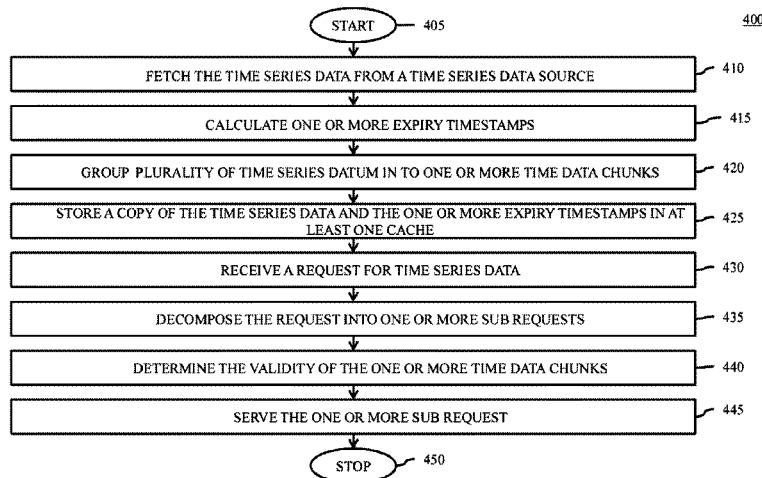 400
START 405
FETCH THE TIME SERIES DATA FROM A TIME SERIES DATA SOURCE 410
CALCULATE ONE OR MORE EXPIRY TIMESTAMPS 415
GROUP PLURALITY OF TIME SERIES DATUM IN TO ONE OR MORE TIME DATA CHUNKS 420
STORE A COPY OF THE TIME SERIES DATA AND THE ONE OR MORE EXPIRY TIMESTAMPS IN AT
LEAST ONE CACHE 425
RECEIVE A REQUEST FOR TIME SERIES DATA 430
DECOMPOSE THE REQUEST INTO ONE OR MORE SUB REQUESTS 435
DETERMINE THE VALIDITY OF THE ONE OR MORE TIME DATA CHUNKS 440
SERVE THE ONE OR MORE SUB REQUEST 445
STOP 450